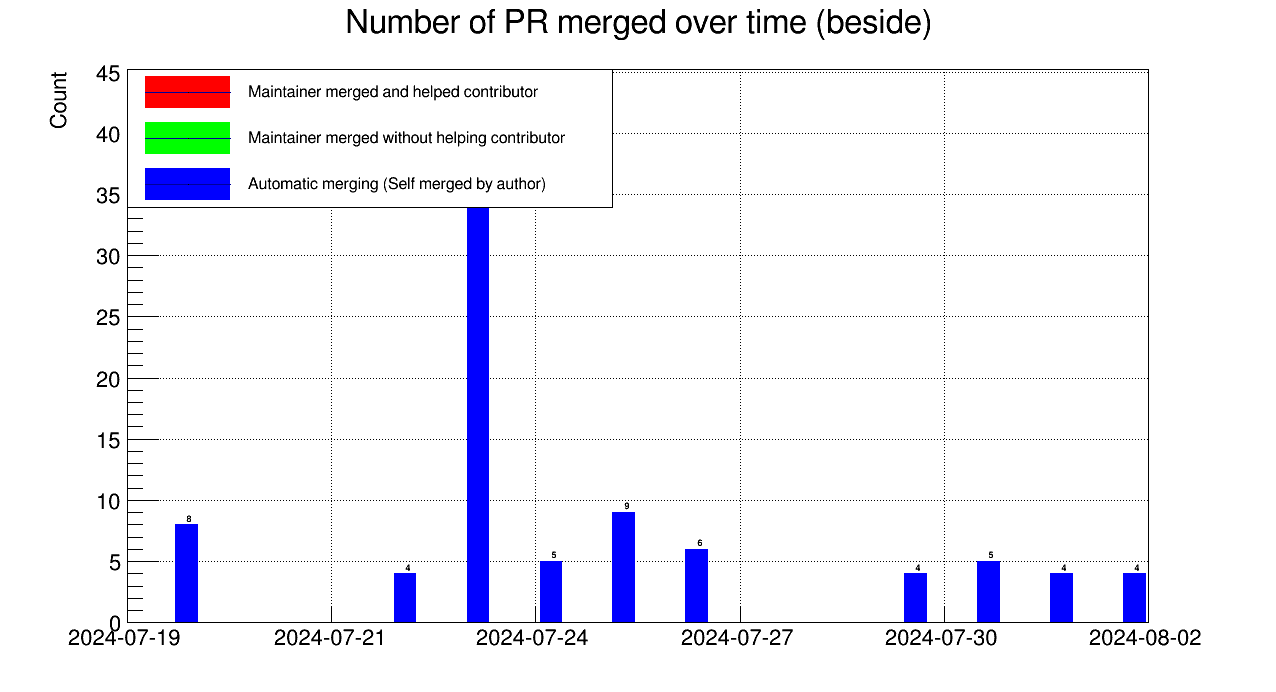 Number of PR merged over time (beside)
Count
45
40
35
30
25
20
15
10
5
0
Maintainer merged and helped contributor
Maintainer merged without helping contributor
Automatic merging (Self merged by author)
8 4 5 9 6 4 5 4 4
2024-07-19 2024-07-21 2024-07-24 2024-07-27 2024-07-30 2024-08-02